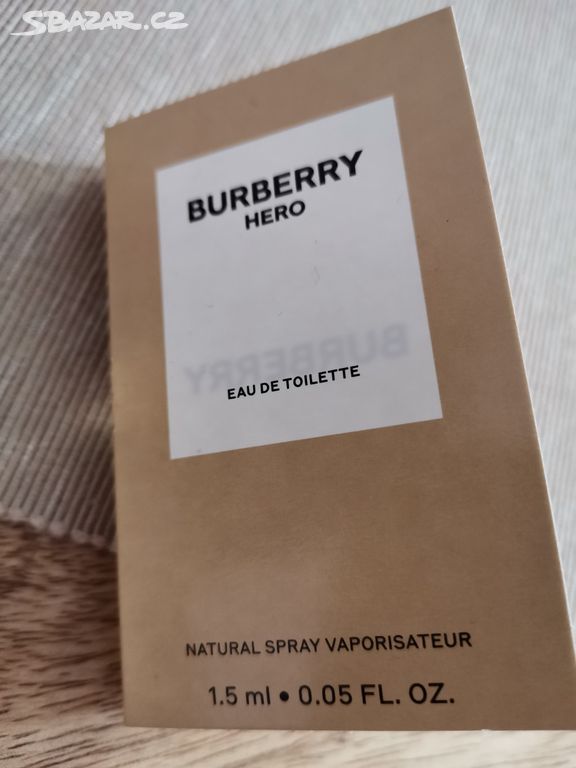 SBAZAR.CZ
BURBERRY
HERO
BURBERRY
EAU DE TOILETTE
NATURAL SPRAY VAPORISATEUR
1.5 ml • 0.05 FL. OZ.